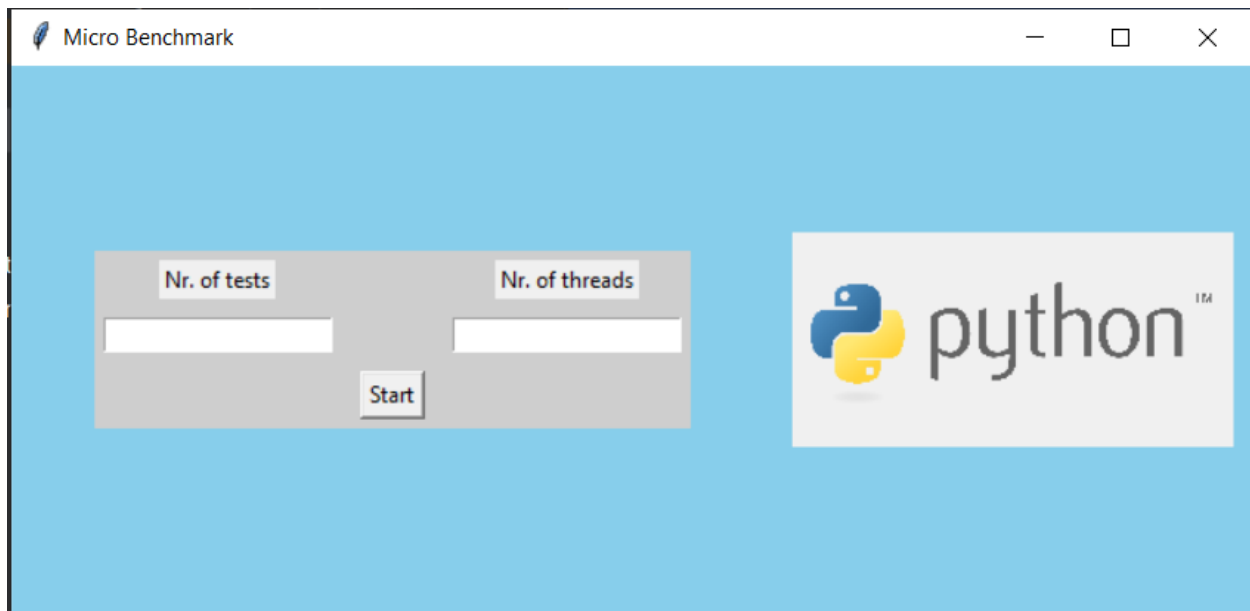 Micro Benchmark
Nr. of tests
Nr. of threads
Start
python™